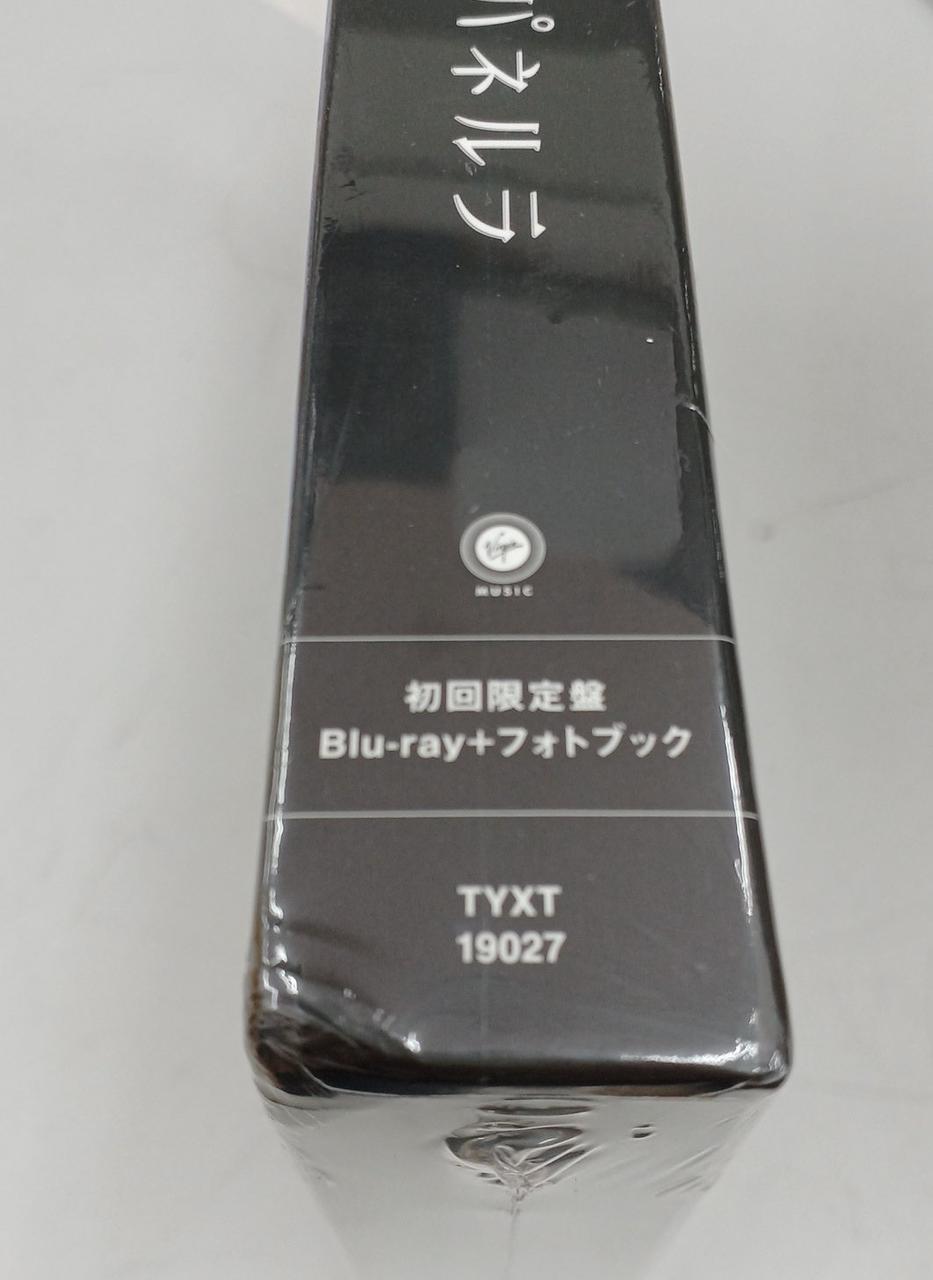 パネルラ
Virgin
MUSIC
初回限定盤
Blu-ray+フォトブック
TYXT
19027